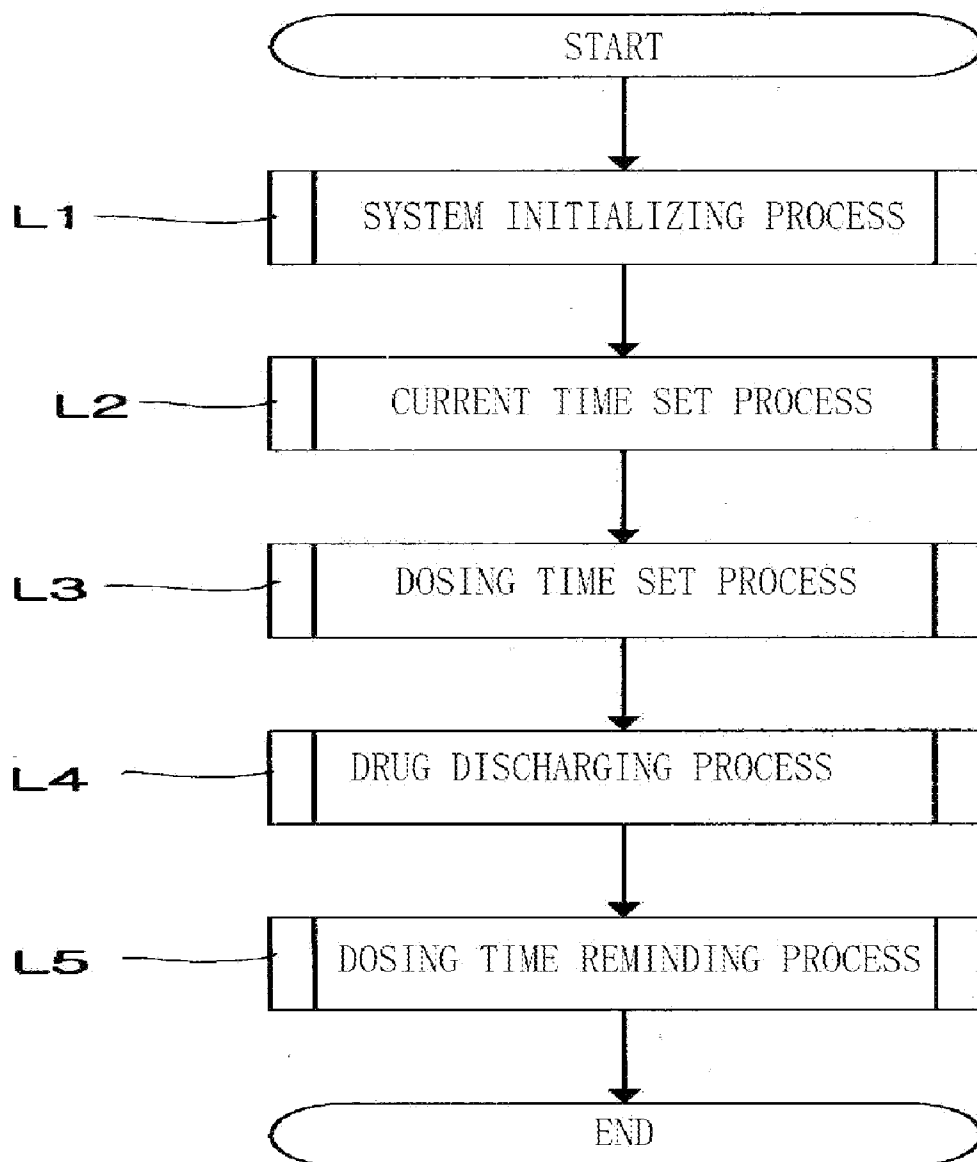 START
L1 SYSTEM INITIALIZING PROCESS
L2 CURRENT TIME SET PROCESS
L3 DOSING TIME SET PROCESS
L4 DRUG DISCHARGING PROCESS
L5 DOSING TIME REMINDING PROCESS
END